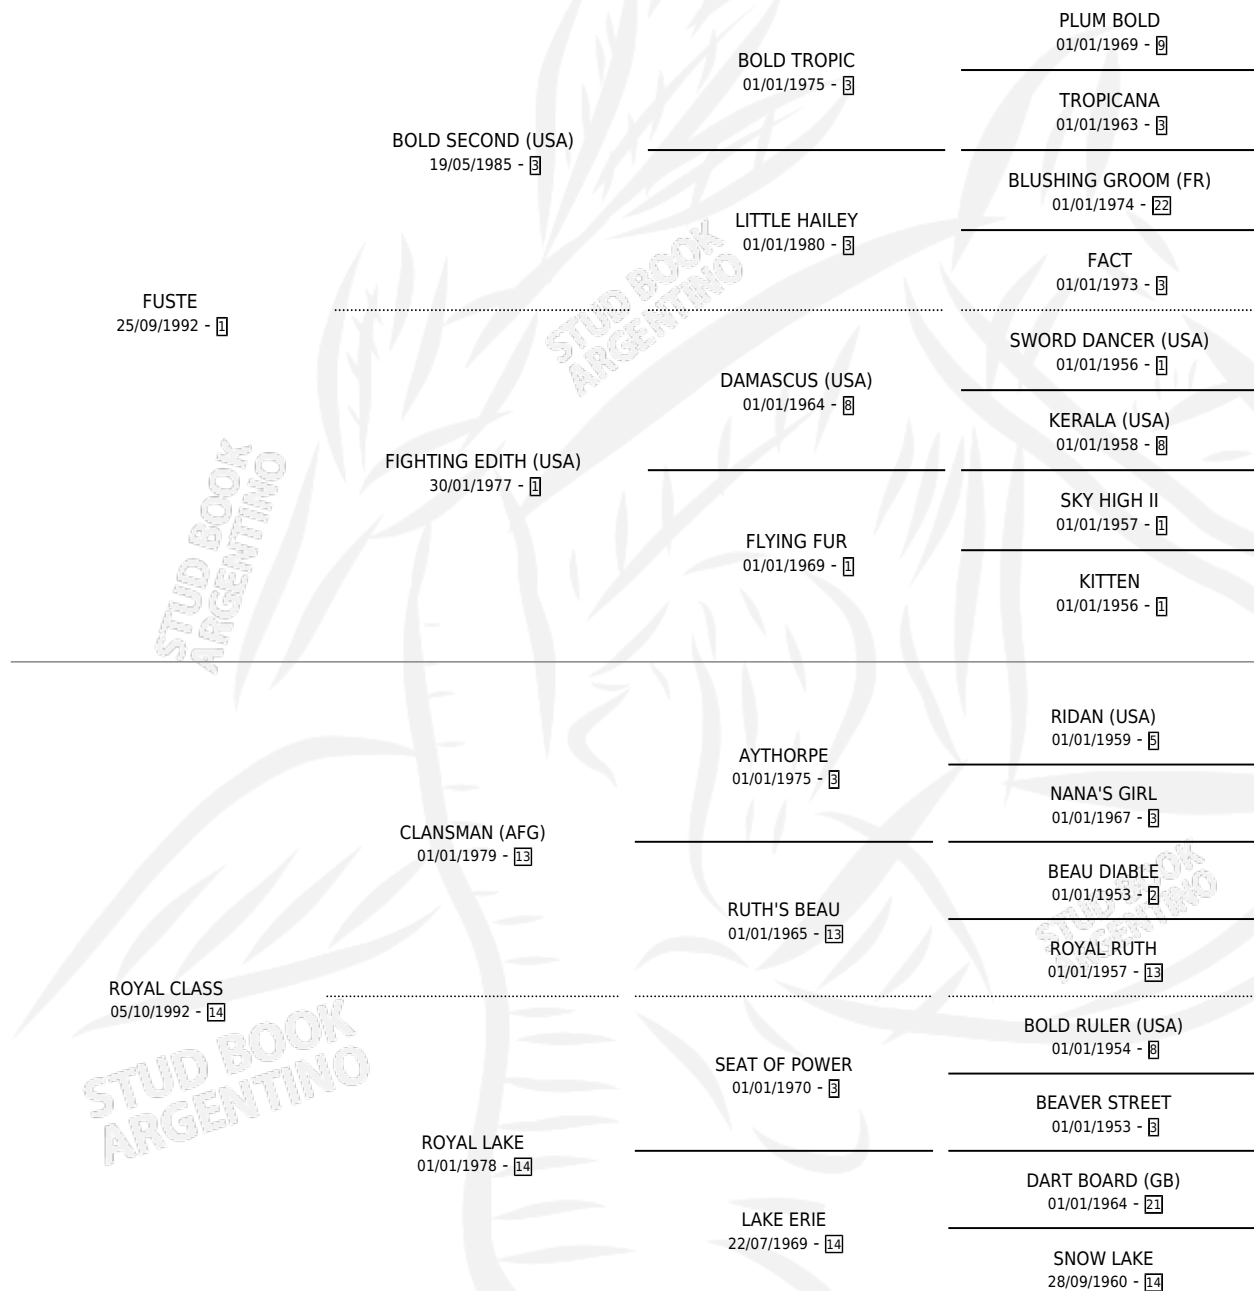 PLUM BOLD
01/01/1969 - 9
BOLD TROPIC
01/01/1975 - 3
TROPICANA
01/01/1963 - 3
BOLD SECOND (USA)
19/05/1985 - 3
BLUSHING GROOM (FR)
01/01/1974 - 22
LITTLE HAILEY
01/01/1980 - 3
FACT
01/01/1973 - 3
STUD BOOK
ARGENTINO
FUSTE
25/09/1992 - 1
SWORD DANCER (USA)
01/01/1956 - 1
DAMASCUS (USA)
01/01/1964 - 8
KERALA (USA)
01/01/1958 - 8
FIGHTING EDITH (USA)
30/01/1977 - 1
SKY HIGH II
01/01/1957 - 1
FLYING FUR
01/01/1969 - 1
KITTEN
01/01/1956 - 1
STUD BOOK
ARGENTINO
RIDAN (USA)
01/01/1959 - 5
AYTHORPE
01/01/1975 - 3
NANA'S GIRL
01/01/1967 - 3
CLANSMAN (AFG)
01/01/1979 - 13
BEAU DIABLE
01/01/1953 - 2
RUTH'S BEAU
01/01/1965 - 13
ROYAL RUTH
01/01/1957 - 13
STUD BOOK
ARGENTINO
ROYAL CLASS
05/10/1992 - 14
BOLD RULER (USA)
01/01/1954 - 8
SEAT OF POWER
01/01/1970 - 3
BEAVER STREET
01/01/1953 - 3
STUD BOOK
ARGENTINO
ROYAL LAKE
01/01/1978 - 14
DART BOARD (GB)
01/01/1964 - 21
LAKE ERIE
22/07/1969 - 14
SNOW LAKE
28/09/1960 - 14